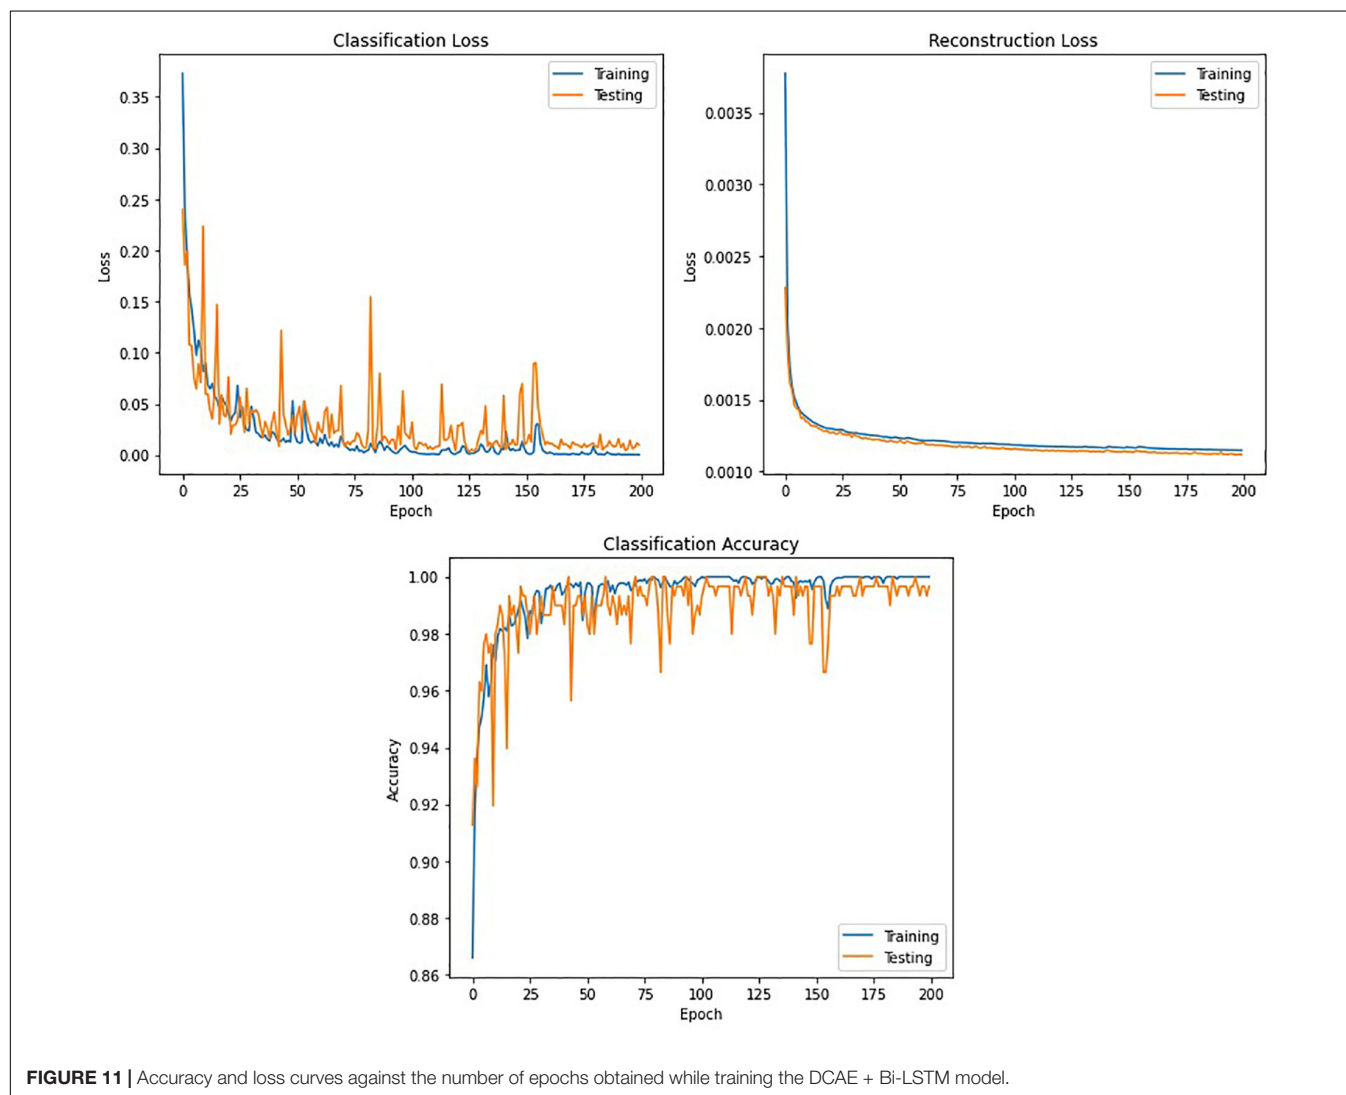 Classification Loss
Training
Testing
0.35
0.30
0.25
0.20
0.15
0.10
0.05
0.00
Loss
0 25 50 75 100 125 150 175 200
Epoch
Reconstruction Loss
Training
Testing
0.0035
0.0030
0.0025
0.0020
0.0015
0.0010
Loss
0 25 50 75 100 125 150 175 200
Epoch
Classification Accuracy
1.00
0.98
0.96
0.94
0.92
0.90
0.88
0.86
Accuracy
Training
Testing
0 25 50 75 100 125 150 175 200
Epoch
FIGURE 11 | Accuracy and loss curves against the number of epochs obtained while training the DCAE + Bi-LSTM model.